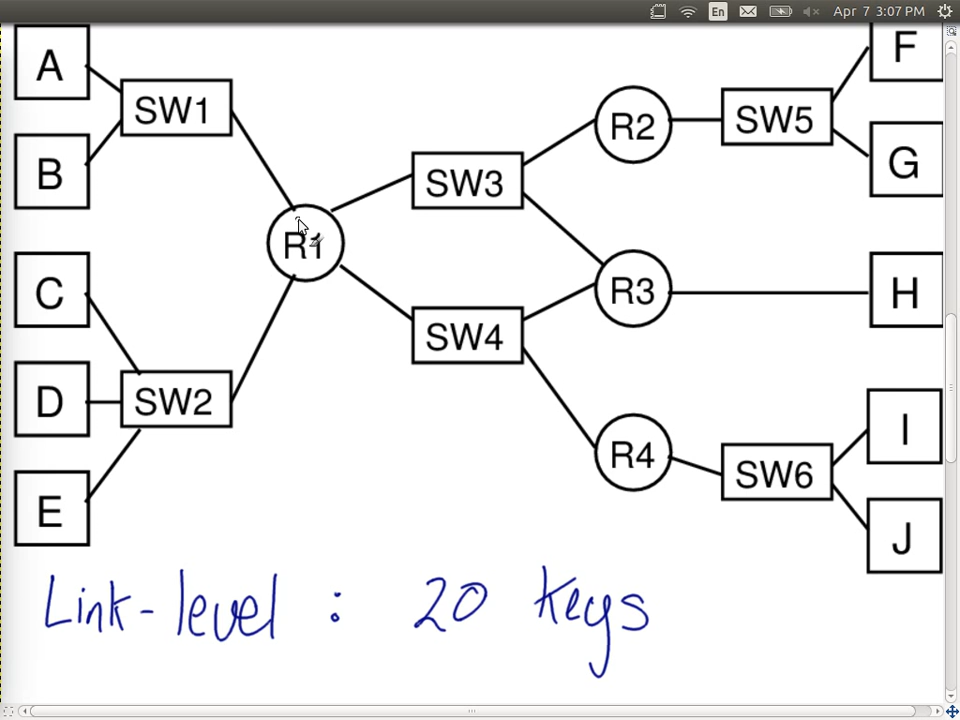 En Apr 7 3:07 PM
A
SW1
B
C
SW2
D
E
R1
SW3
SW4
R2
R3
R4
SW5
SW6
F
G
H
I
J
Link-level : 20 keys